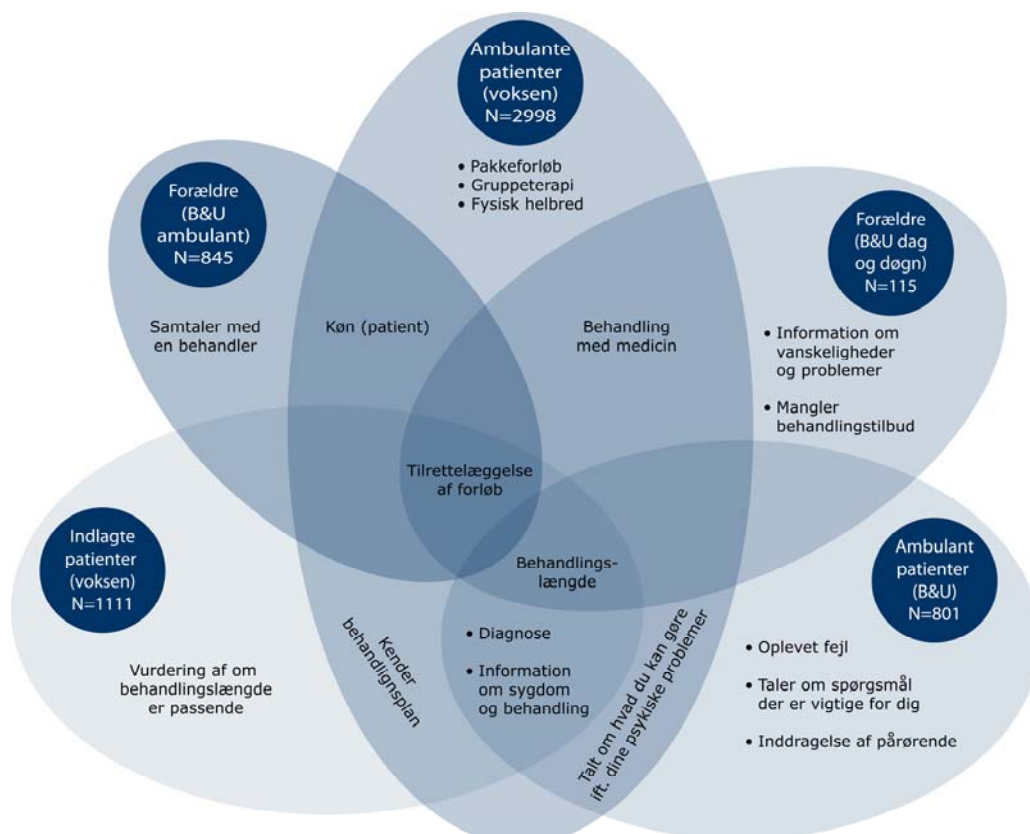 Ambulante
patienter
(voksen)
N=2998
• Pakkeforløb
• Gruppeterapi
• Fysisk helbred
Forældre
(B&U
ambulant)
N=845
Forældre
(B&U dag
og døgn)
N=115
Samtaler med
en behandler
Køn (patient)
Behandling
med medicin
• Information om
vanskeligheder
og problemer
• Mangler
behandlingstilbud
Tilrettelæggelse
af forløb
Indlagte
patienter
(voksen)
N=1111
Behandlings-
længde
Ambulant
patienter
(B&U)
N=801
Vurdering af om
behandlingslængde
er passende
Kender
behandlignsplan
• Diagnose
• Information
om sygdom
og behandling
Talt om hvad du kan gøre
ift. dine psykiske problemer
• Oplevet fejl
• Taler om spørgsmål
der er vigtige for dig
• Inddragelse af pårørende